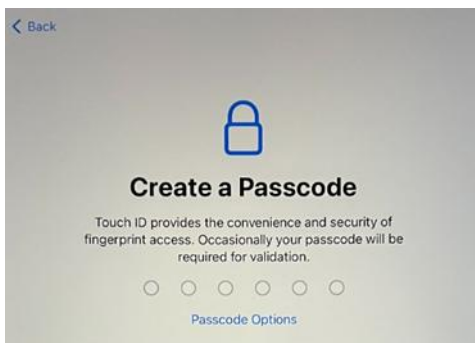 Back
Create a Passcode
Touch ID provides the convenience and security of
fingerprint access. Occasionally your passcode will be
required for validation.
Passcode Options